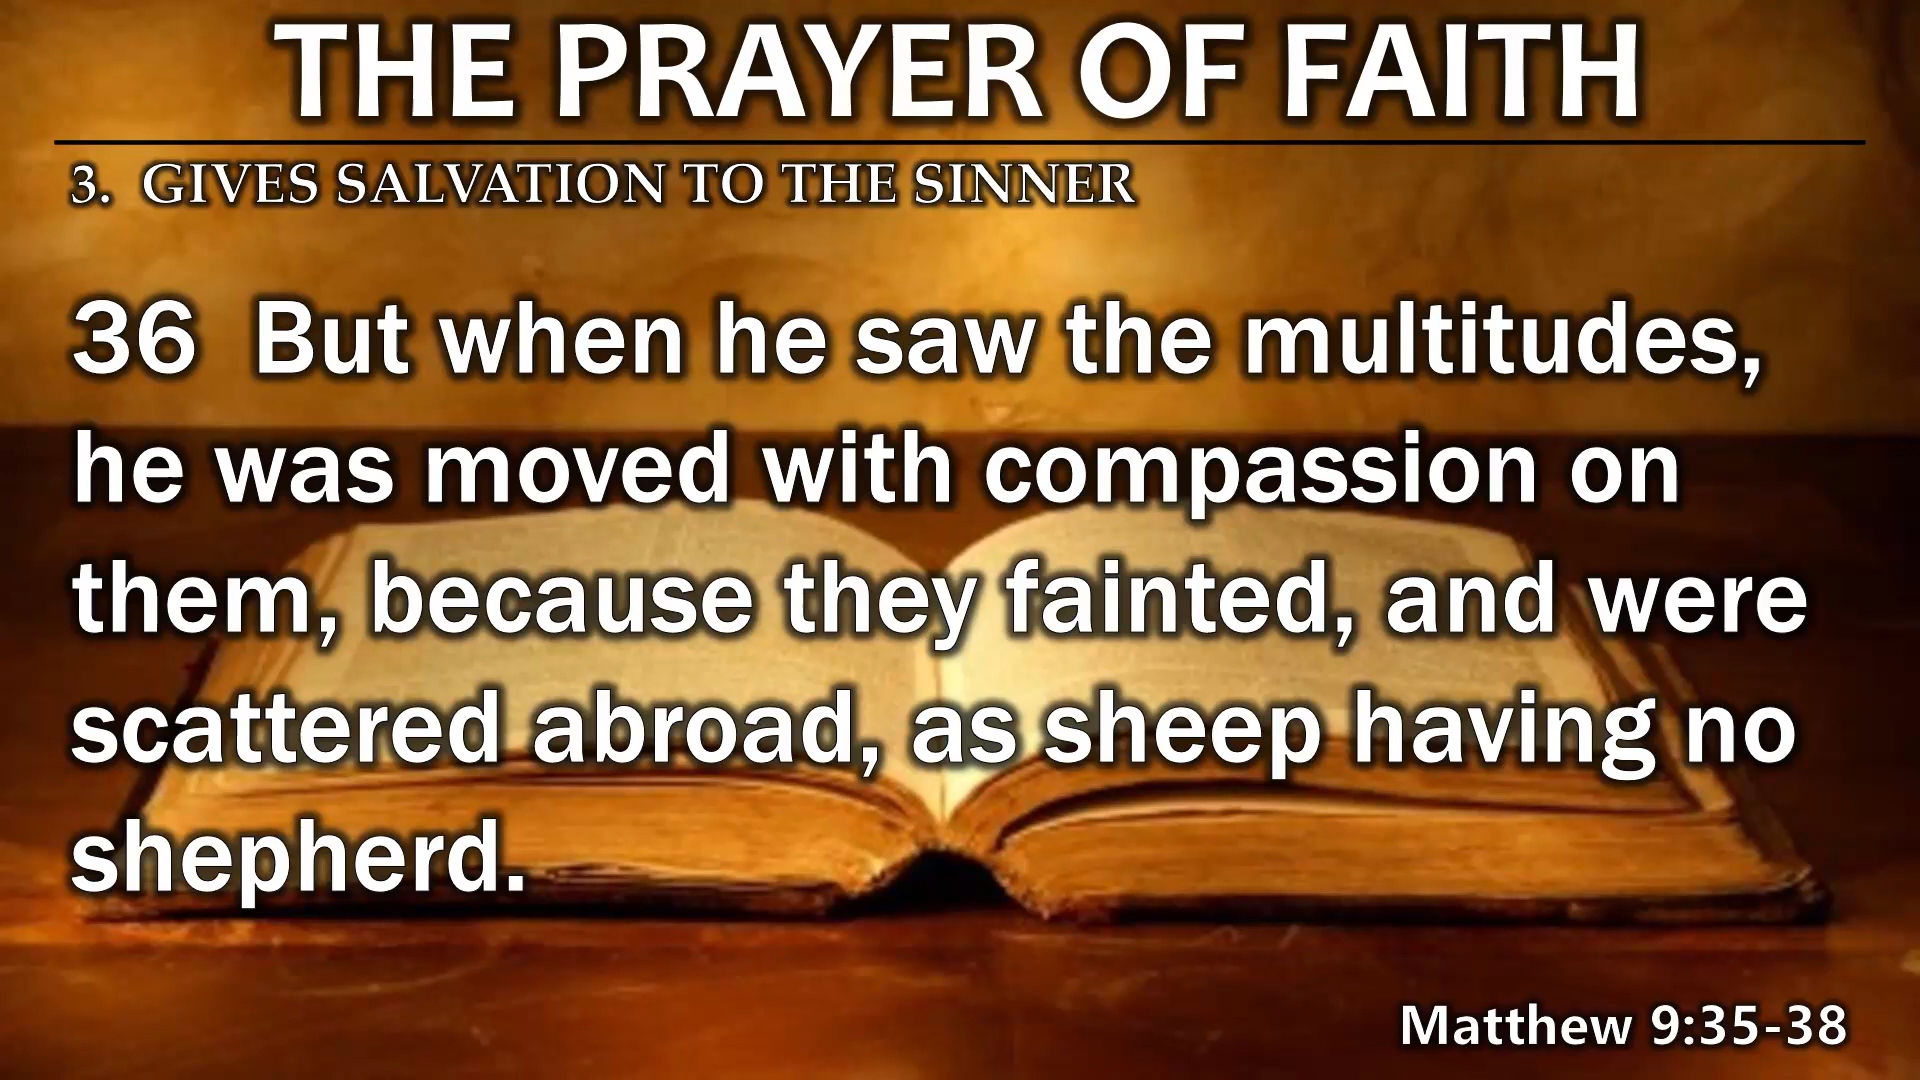 THE PRAYER OF FAITH
3. GIVES SALVATION TO THE SINNER
36 But when he saw the multitudes,
he was moved with compassion on
them, because they fainted, and were
scattered abroad, as sheep having no
shepherd.
Matthew 9:35-38